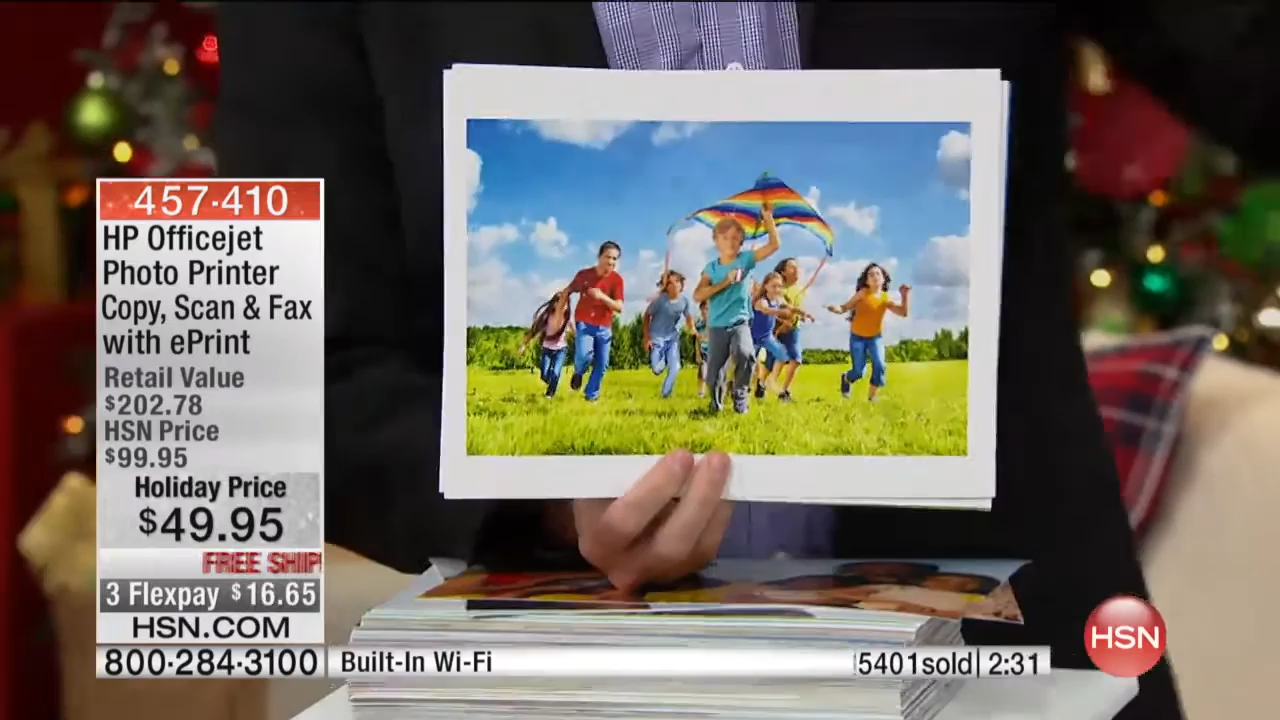 457-410
HP Officejet
Photo Printer
Copy, Scan & Fax
with ePrint
Retail Value
$202.78
HSN Price
$99.95
Holiday Price
$49.95
FREE SHIP
3 Flexpay $16.65
HSN.COM
800-284-3100 Built-In Wi-Fi 5401sold 2:31
HSN